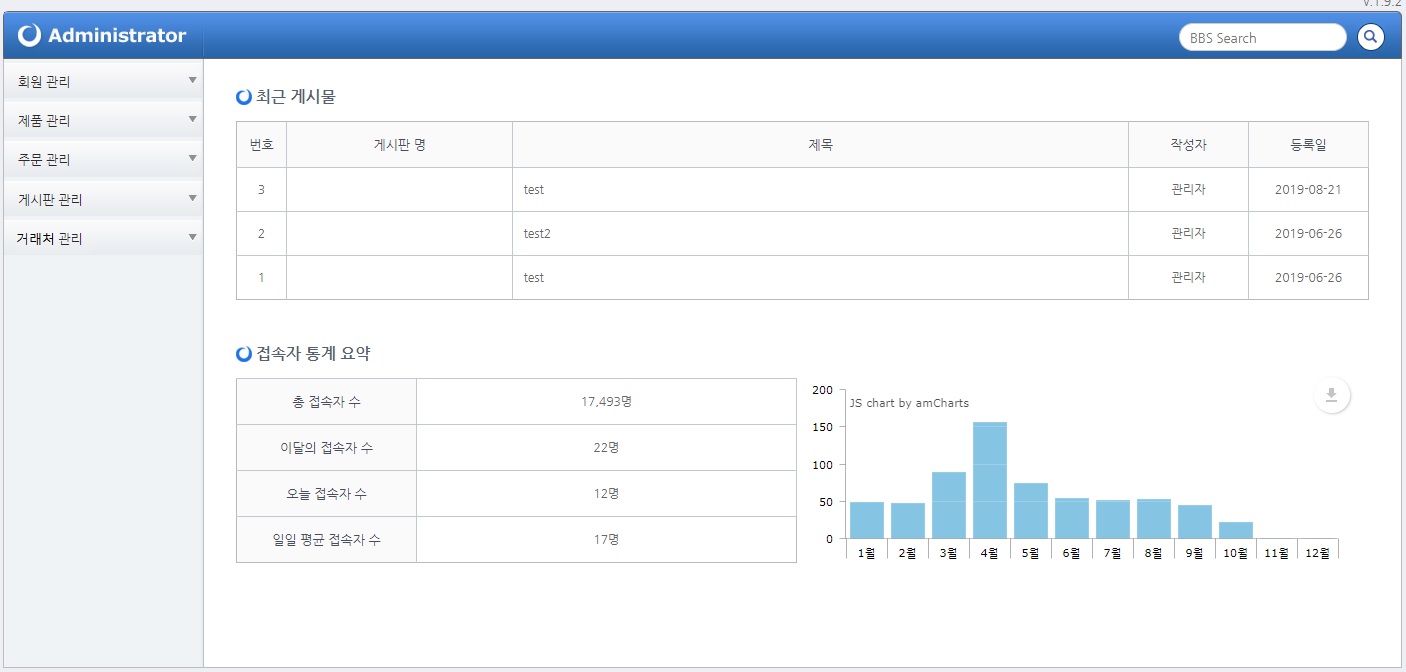 v.1.9.2
Administrator
BBS Search
회원 관리
제품 관리
주문 관리
게시판 관리
거래처 관리
최근 게시물
번호 게시판 명 제목 작성자 등록일
3 test 관리자 2019-08-21
2 test2 관리자 2019-06-26
1 test 관리자 2019-06-26
접속자 통계 요약
총 접속자 수 17,493명
이달의 접속자 수 22명
오늘 접속자 수 12명
일일 평균 접속자 수 17명
JS chart by amCharts
200
150
100
50
0
1월 2월 3월 4월 5월 6월 7월 8월 9월 10월 11월 12월